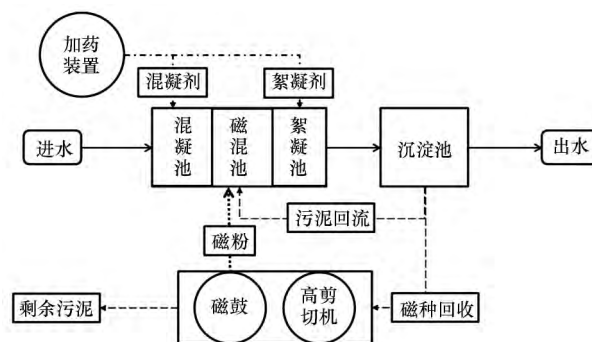 加药
装置
混凝剂
絮凝剂
进水
混
凝
池
磁
混
池
絮
凝
池
沉淀池
出水
污泥回流
磁粉
剩余污泥
磁鼓
高剪
切机
磁种回收